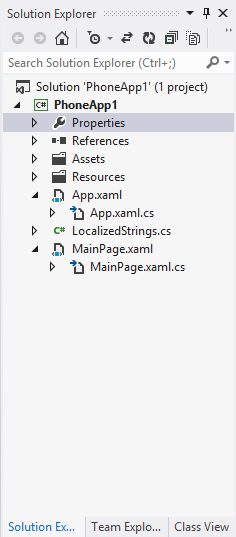 Solution Explorer
Search Solution Explorer (Ctrl+;)
Solution 'PhoneApp1' (1 project)
C# PhoneApp1
Properties
References
Assets
Resources
App.xaml
App.xaml.cs
C# LocalizedStrings.cs
MainPage.xaml
MainPage.xaml.cs
Solution Ex... Team Explo... Class View